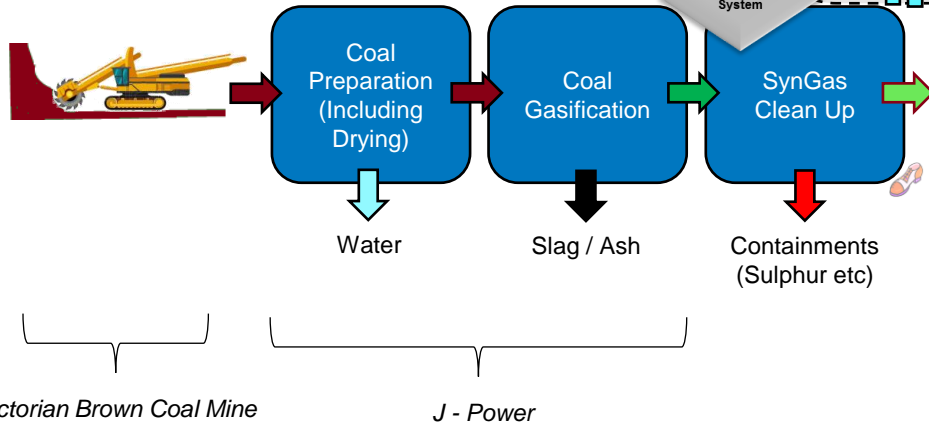 System
Coal
Preparation
(Including
Drying)
Coal
Gasification
SynGas
Clean Up
Water
Slag / Ash
Containments
(Sulphur etc)
ctorian Brown Coal Mine
J - Power